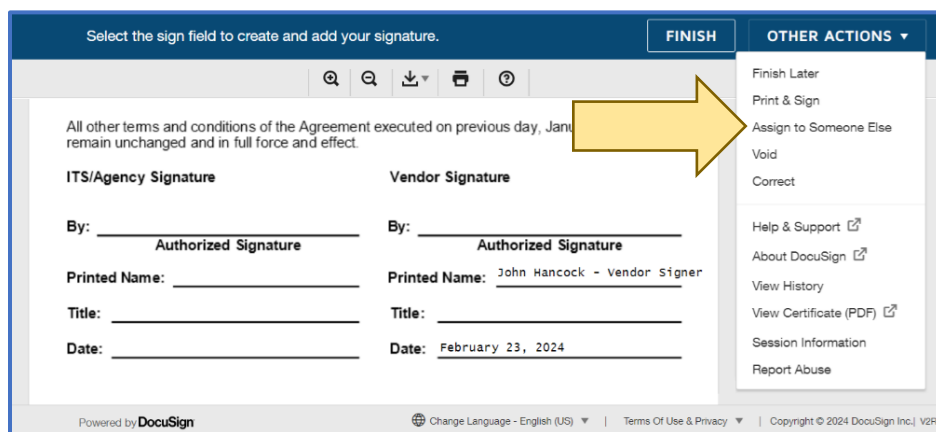 Select the sign field to create and add your signature.
FINISH
OTHER ACTIONS
Finish Later
Print & Sign
Assign to Someone Else
Void
Correct
Help & Support
About DocuSign
View History
View Certificate (PDF)
Session Information
Report Abuse
All other terms and conditions of the Agreement executed on previous day,
remain unchanged and in full force and effect.
ITS/Agency Signature
Vendor Signature
By:
By:
Authorized Signature
Authorized Signature
Printed Name:
Printed Name: John Hancock - Vendor Signer
Title:
Title:
Date:
Date: February 23, 2024
Powered by DocuSign
Change Language - English (US) | Terms Of Use & Privacy | Copyright © 2024 DocuSign Inc. | V2R